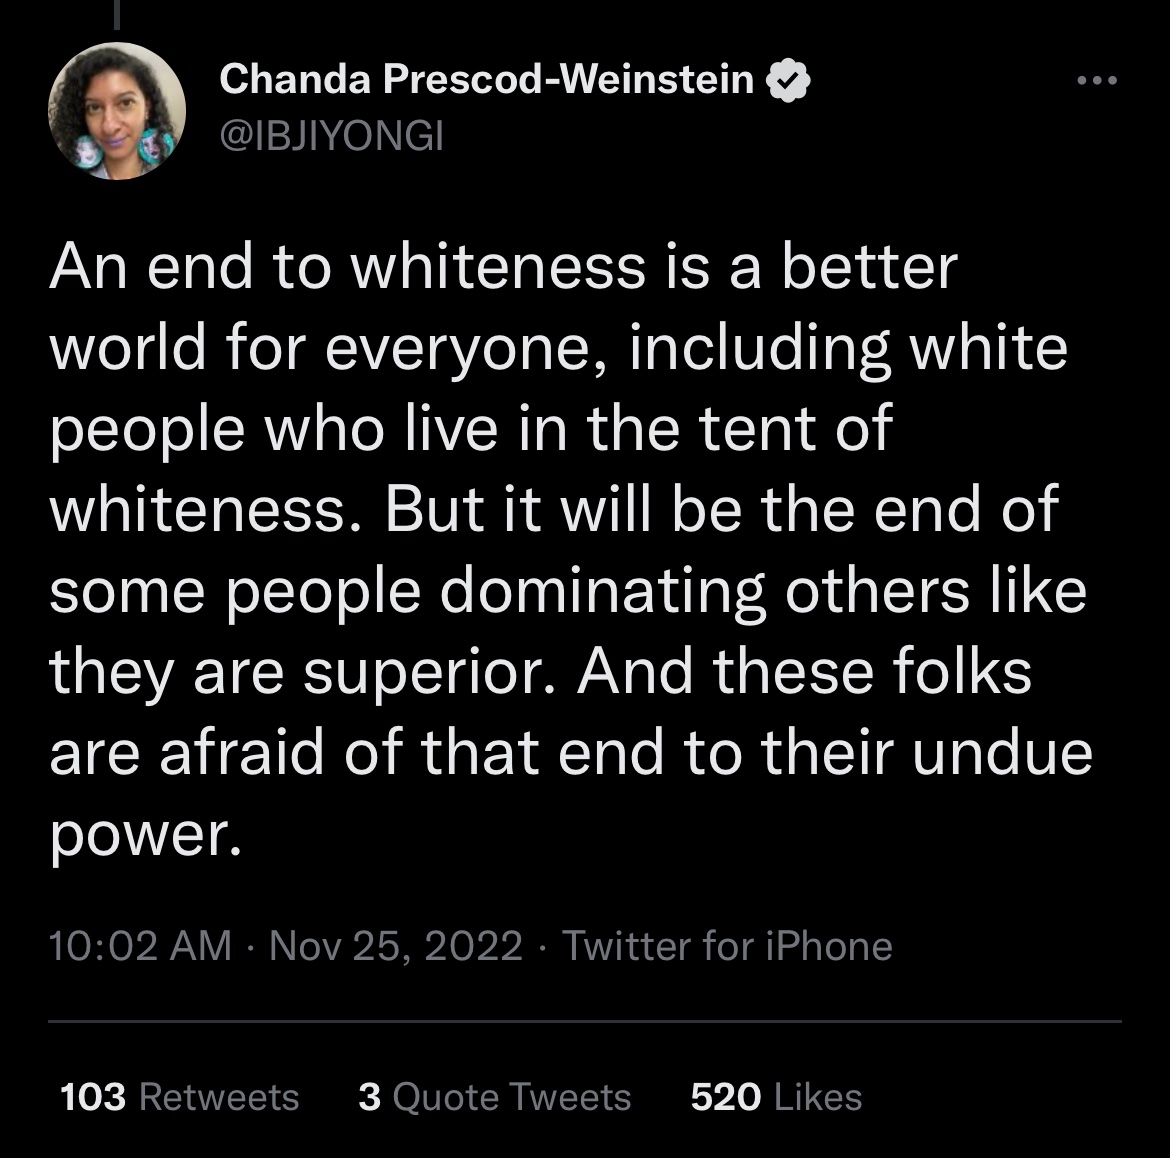 Chanda Prescod-Weinstein
@IBJIYONGI
An end to whiteness is a better
world for everyone, including white
people who live in the tent of
whiteness. But it will be the end of
some people dominating others like
they are superior. And these folks
are afraid of that end to their undue
power.
10:02 AM · Nov 25, 2022 · Twitter for iPhone
103 Retweets 3 Quote Tweets 520 Likes